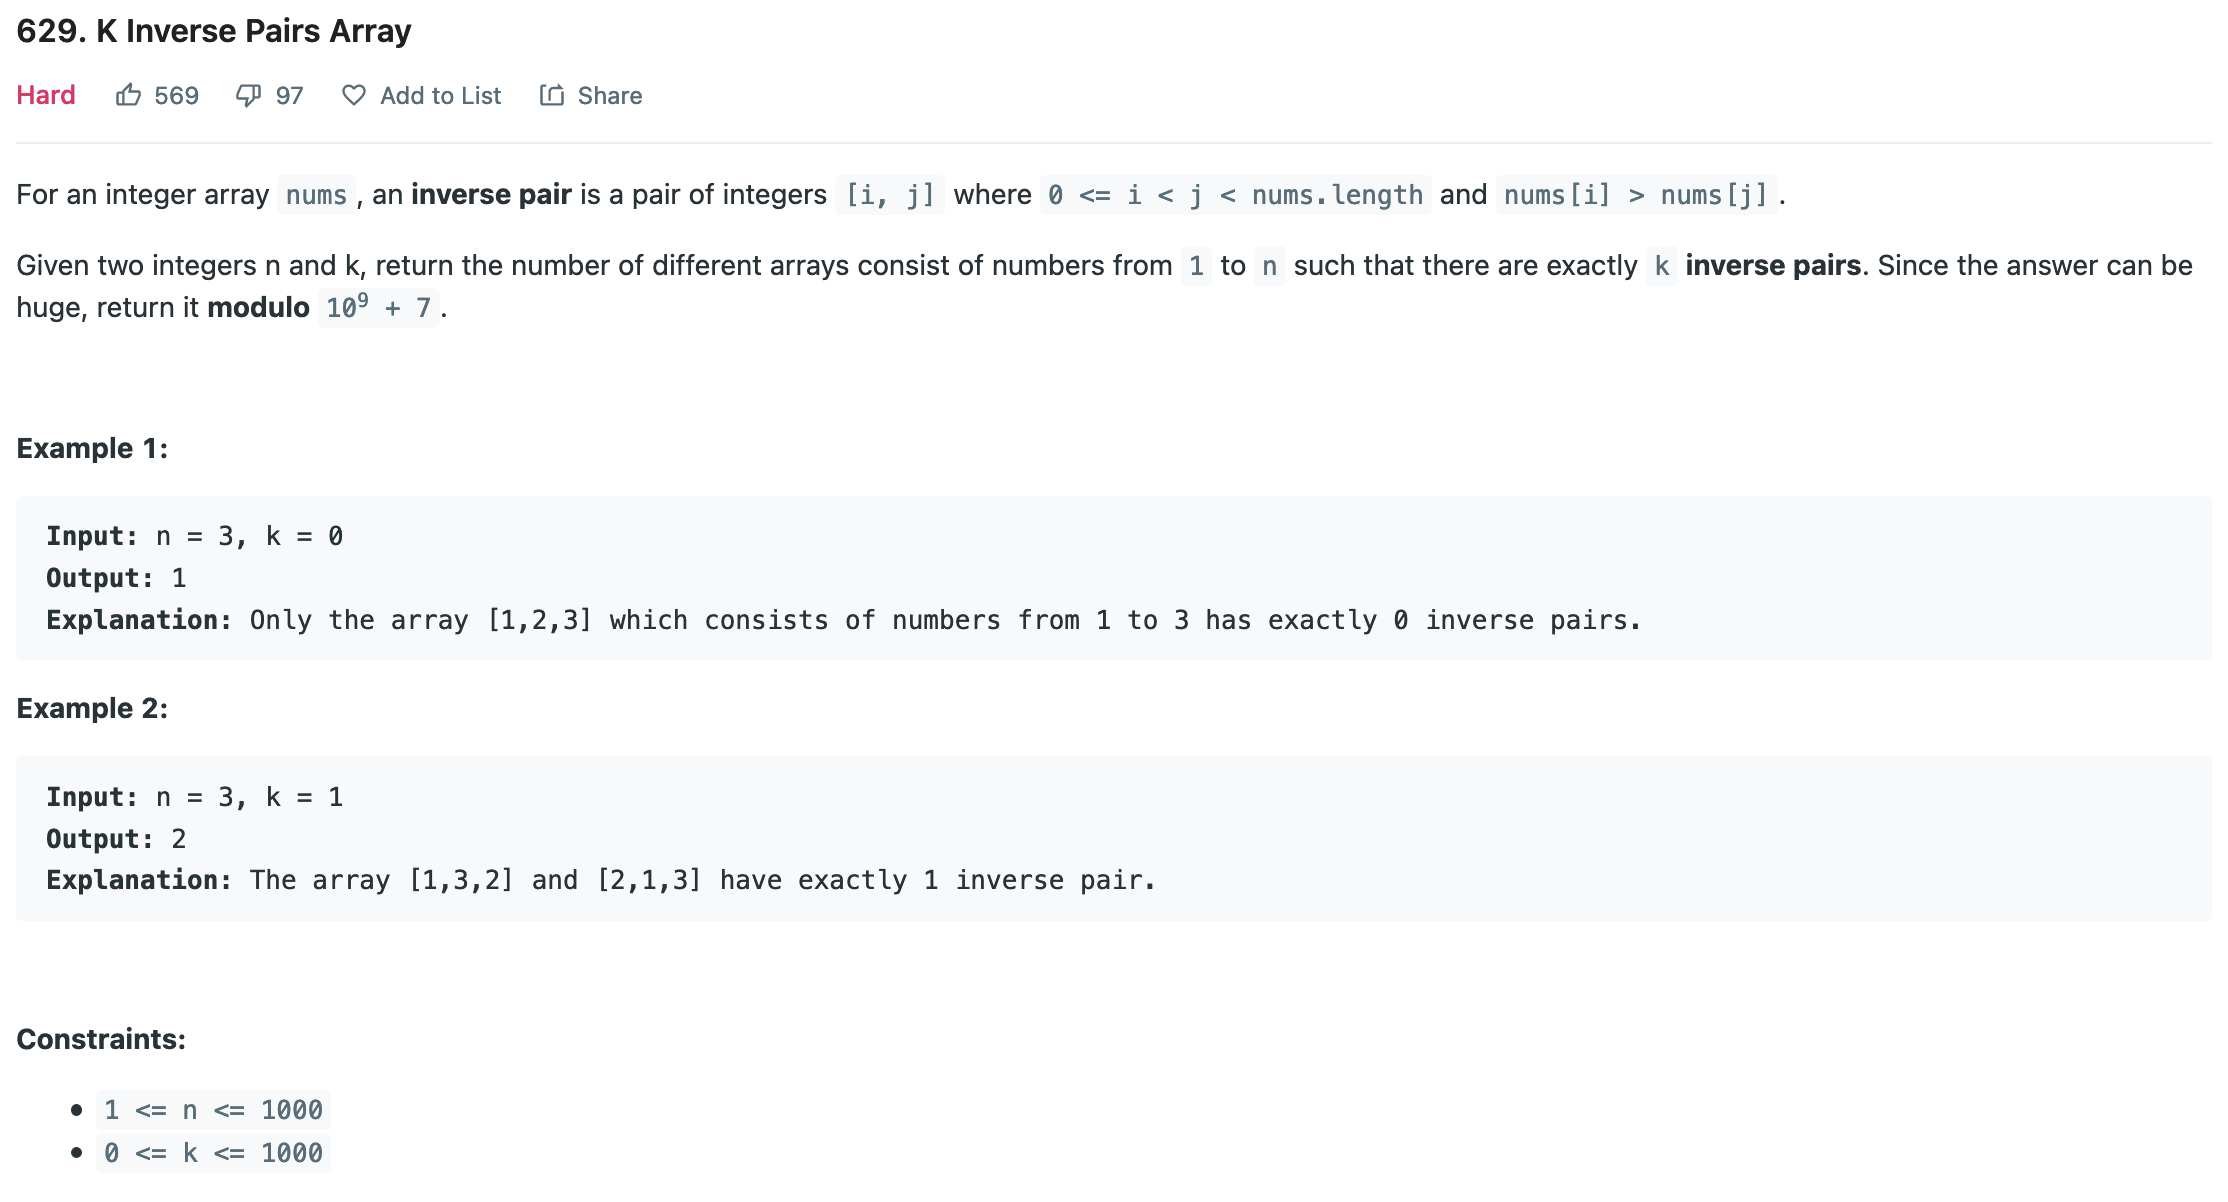 629. K Inverse Pairs Array
Hard 569 97 Add to List Share
For an integer array nums , an inverse pair is a pair of integers [i, j] where 0 <= i < j < nums.length and nums[i] > nums[j] .
Given two integers n and k, return the number of different arrays consist of numbers from 1 to n such that there are exactly k inverse pairs. Since the answer can be
huge, return it modulo 10⁹ + 7 .
Example 1:
Input: n = 3, k = 0
Output: 1
Explanation: Only the array [1,2,3] which consists of numbers from 1 to 3 has exactly 0 inverse pairs.
Example 2:
Input: n = 3, k = 1
Output: 2
Explanation: The array [1,3,2] and [2,1,3] have exactly 1 inverse pair.
Constraints:
• 1 <= n <= 1000
• 0 <= k <= 1000